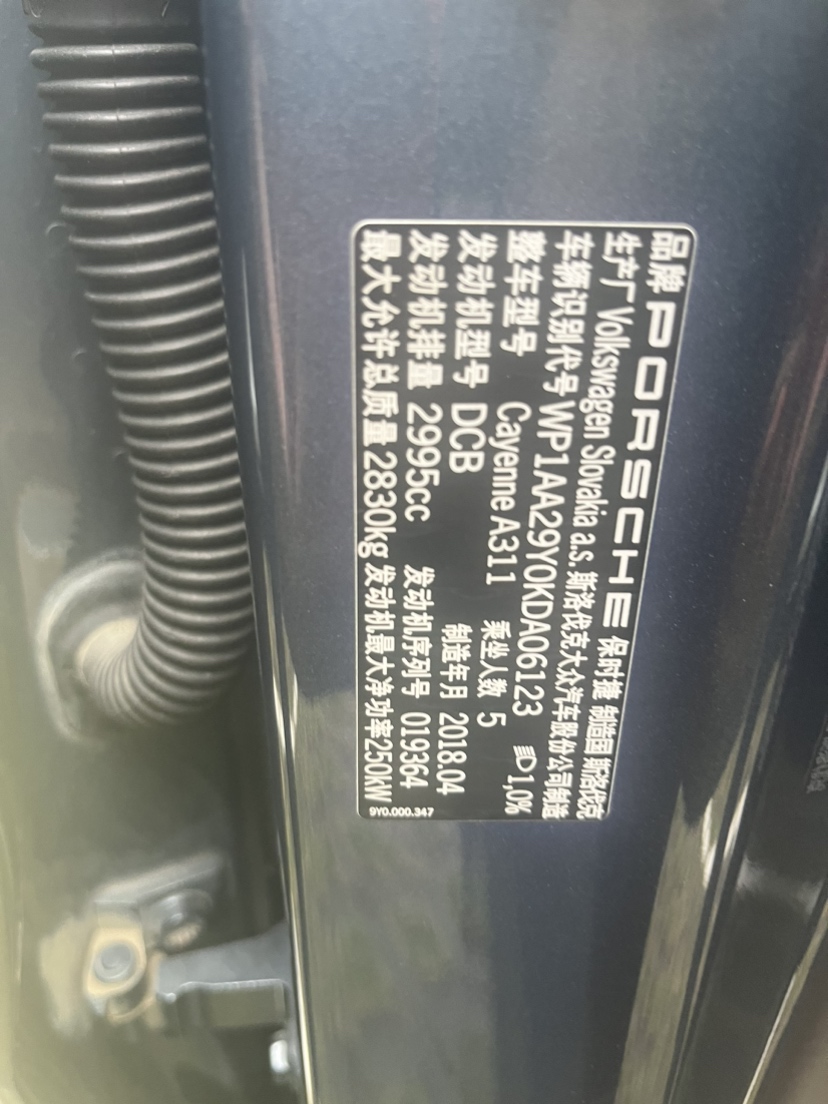 品牌 PORSCHE 保时捷 制造国 斯洛伐克
生产厂 Volkswagen Slovakia a.s. 斯洛伐克大众汽车股份公司制造
车辆识别代号 WP1AA29Y0KDA06123
整车型号 Cayenne A311 乘坐人数 5 1,0%
发动机型号 DCB 制造年月 2018.04
发动机排量 2995cc 发动机序列号 019364
最大允许总质量 2830kg 发动机最大净功率 250kW
9Y0.000.347